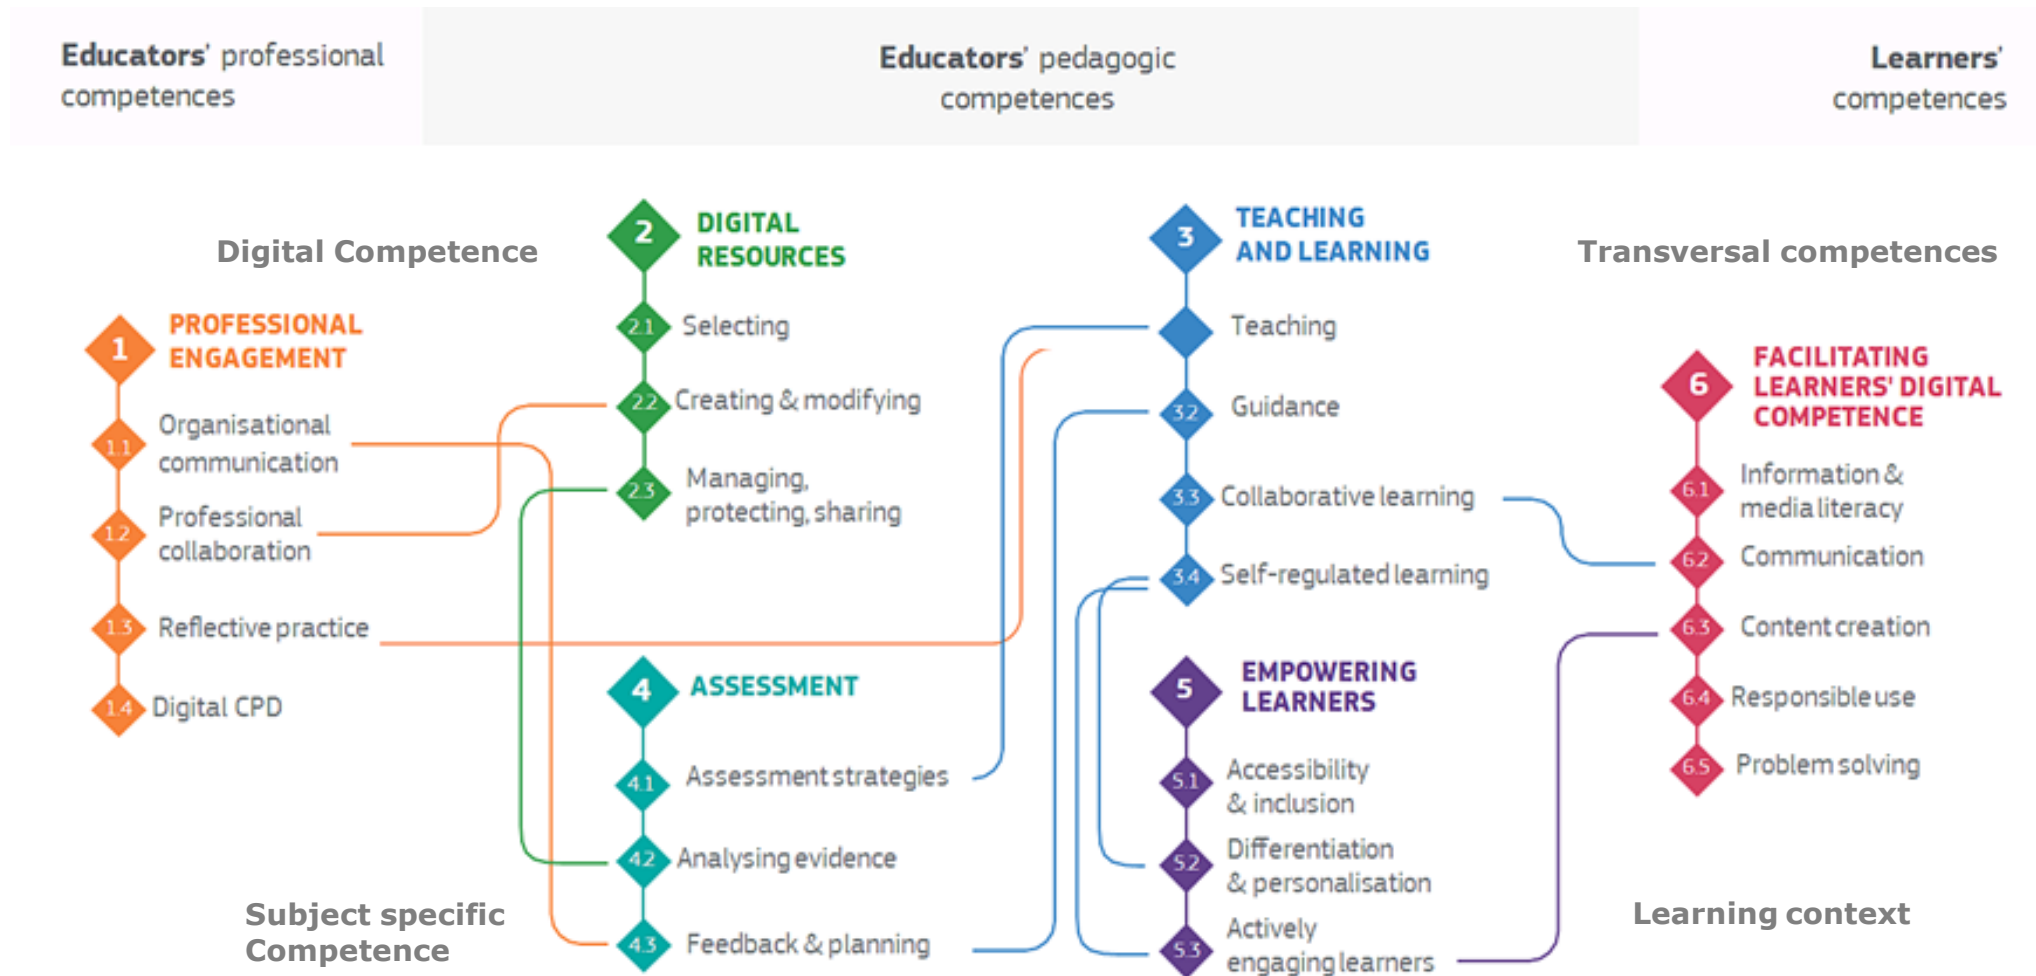 Educators' professional
competences
Educators' pedagogic
competences
Learners'
competences
Digital Competence
Transversal competences
1
PROFESSIONAL
ENGAGEMENT
1.1
Organisational
communication
1.2
Professional
collaboration
1.3
Reflective practice
1.4
Digital CPD
2
DIGITAL
RESOURCES
2.1
Selecting
2.2
Creating & modifying
2.3
Managing,
protecting, sharing
3
TEACHING
AND LEARNING
Teaching
3.2
Guidance
3.3
Collaborative learning
3.4
Self-regulated learning
4
ASSESSMENT
4.1
Assessment strategies
4.2
Analysing evidence
4.3
Feedback & planning
5
EMPOWERING
LEARNERS
5.1
Accessibility
& inclusion
5.2
Differentiation
& personalisation
5.3
Actively
engaging learners
6
FACILITATING
LEARNERS' DIGITAL
COMPETENCE
6.1
Information &
media literacy
6.2
Communication
6.3
Content creation
6.4
Responsible use
6.5
Problem solving
Subject specific
Competence
Learning context